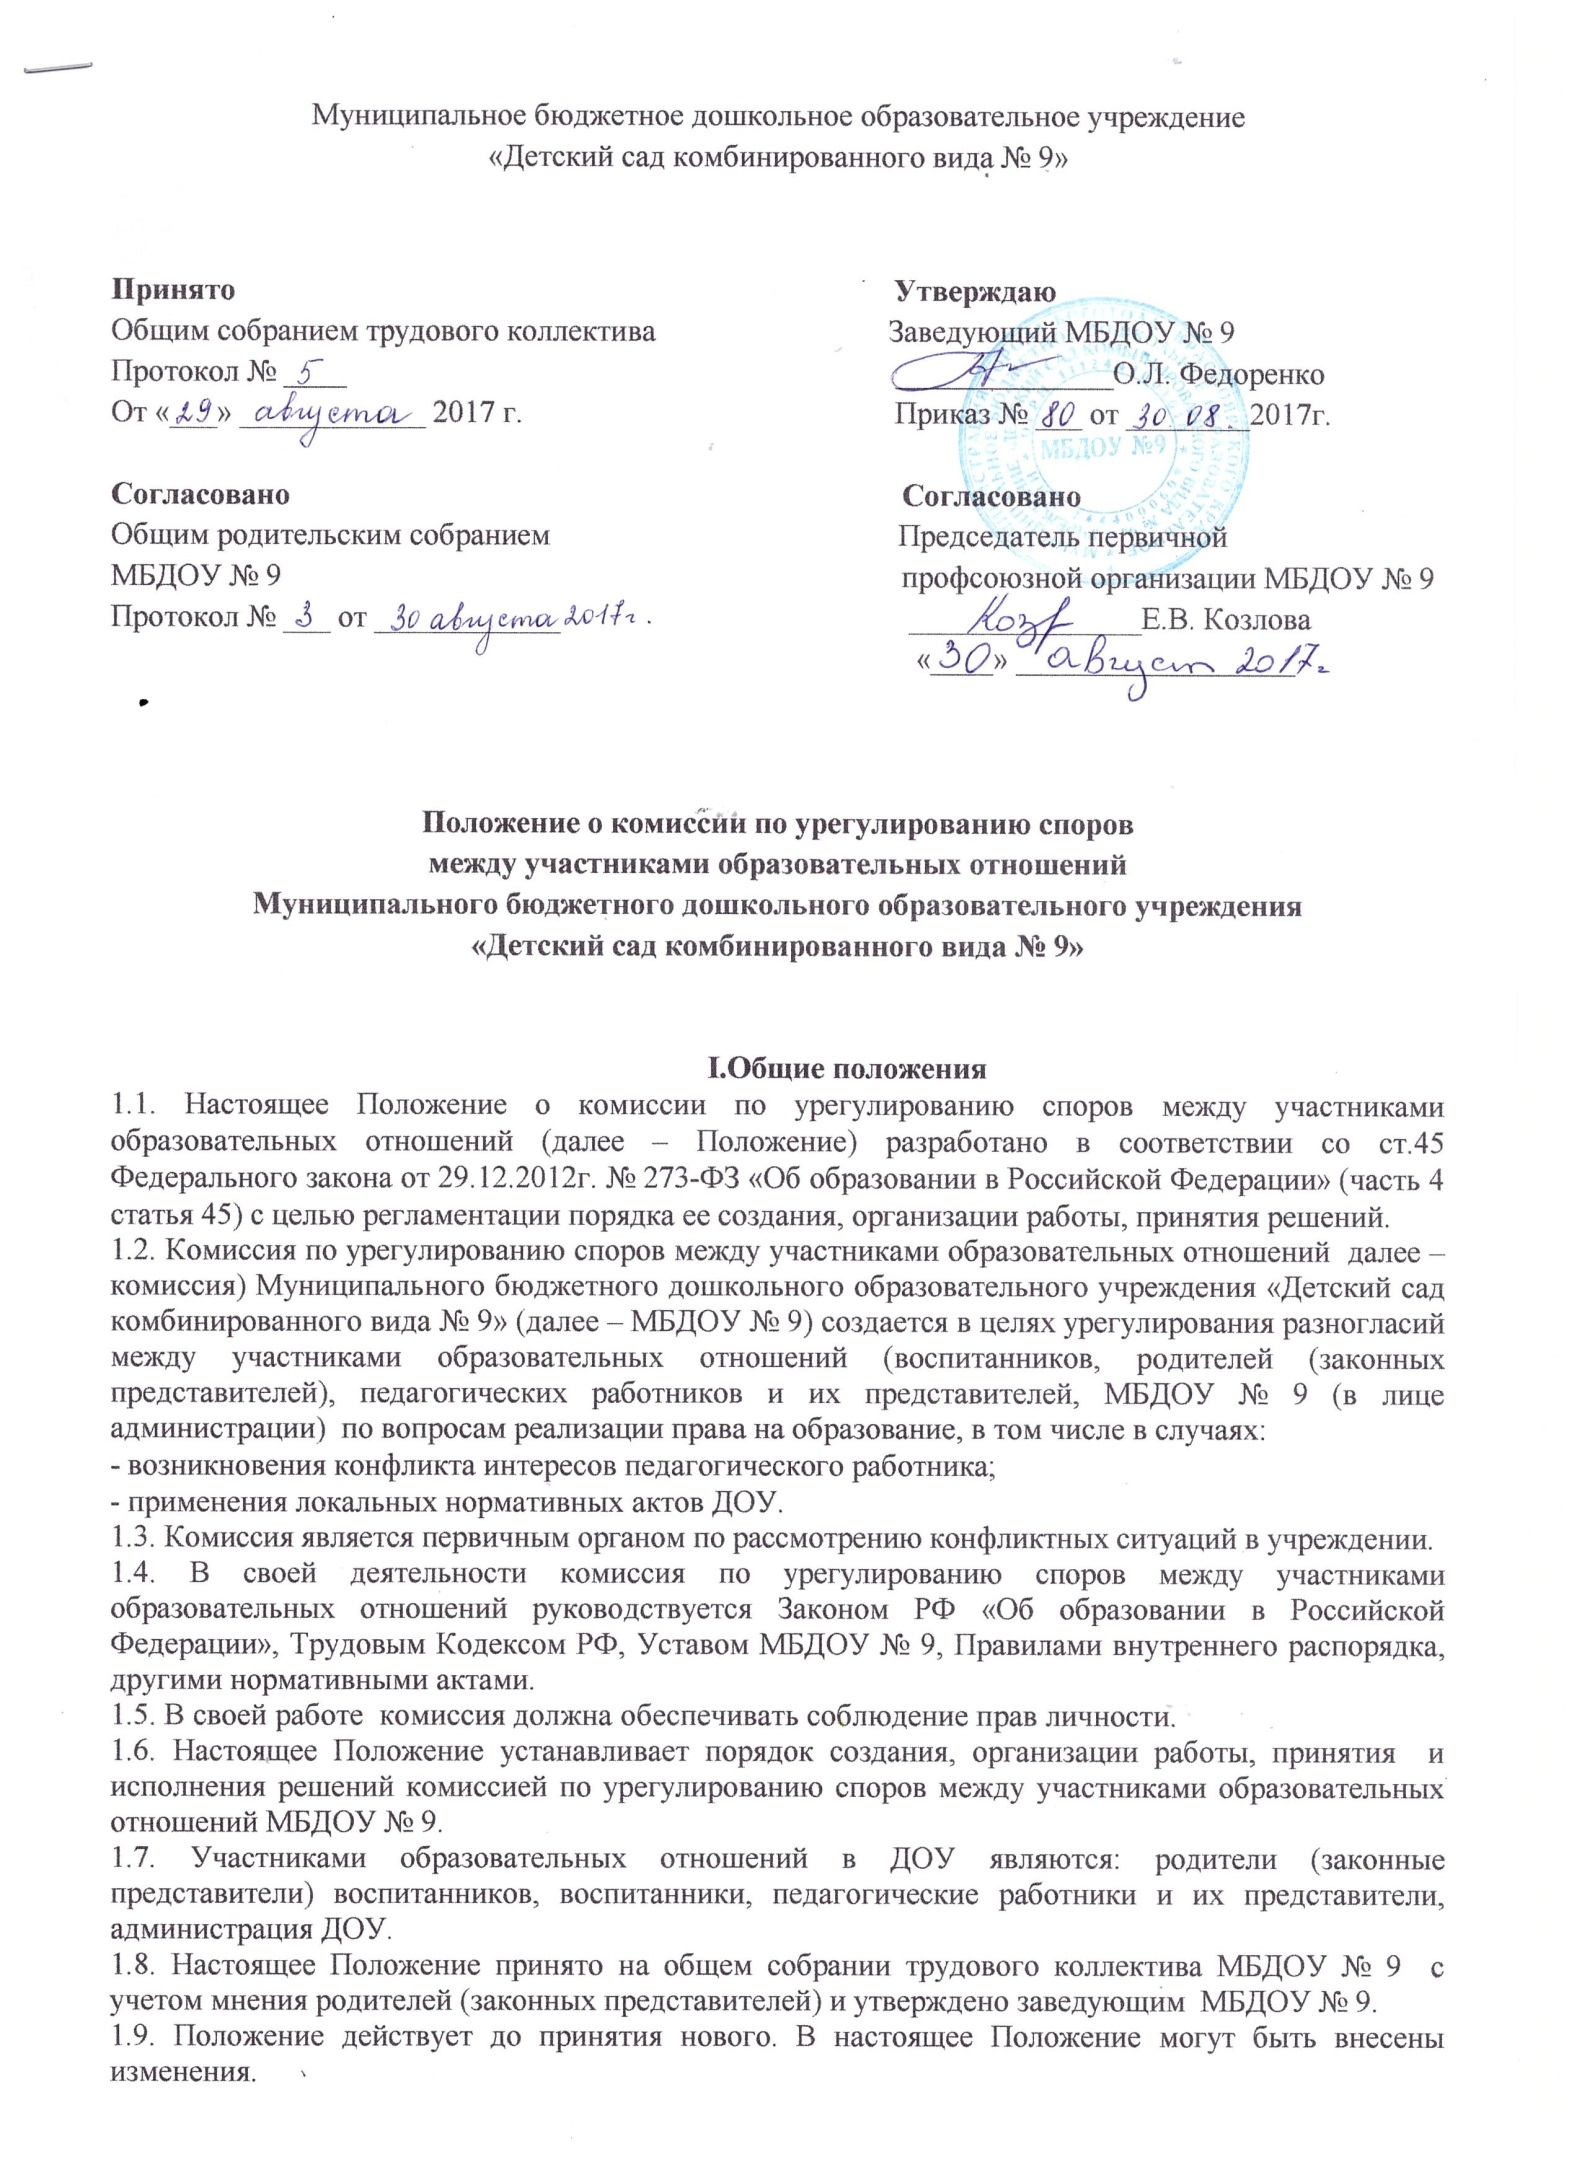 Муниципальное бюджетное дошкольное образовательное учреждение
«Детский сад комбинированного вида № 9»
Принято
Общим собранием трудового коллектива
Протокол № 5
От «29» августа 2017 г.
Утверждаю
Заведующий МБДОУ № 9
О.Л. Федоренко
Приказ № 80 от 30.08. 2017г.
МБДОУ №9
Согласовано
Общим родительским собранием
МБДОУ № 9
Протокол № 3 от 30 августа 2017г.
Согласовано
Председатель первичной
профсоюзной организации МБДОУ № 9
Козл Е.В. Козлова
«30» август 2017г
Положение о комиссии по урегулированию споров
между участниками образовательных отношений
Муниципального бюджетного дошкольного образовательного учреждения
«Детский сад комбинированного вида № 9»
I.Общие положения
1.1. Настоящее Положение о комиссии по урегулированию споров между участниками
образовательных отношений (далее – Положение) разработано в соответствии со ст.45
Федерального закона от 29.12.2012г. № 273-ФЗ «Об образовании в Российской Федерации» (часть 4
статья 45) с целью регламентации порядка ее создания, организации работы, принятия решений.
1.2. Комиссия по урегулированию споров между участниками образовательных отношений далее –
комиссия) Муниципального бюджетного дошкольного образовательного учреждения «Детский сад
комбинированного вида № 9» (далее – МБДОУ № 9) создается в целях урегулирования разногласий
между участниками образовательных отношений (воспитанников, родителей (законных
представителей), педагогических работников и их представителей, МБДОУ № 9 (в лице
администрации) по вопросам реализации права на образование, в том числе в случаях:
- возникновения конфликта интересов педагогического работника;
- применения локальных нормативных актов ДОУ.
1.3. Комиссия является первичным органом по рассмотрению конфликтных ситуаций в учреждении.
1.4. В своей деятельности комиссия по урегулированию споров между участниками
образовательных отношений руководствуется Законом РФ «Об образовании в Российской
Федерации», Трудовым Кодексом РФ, Уставом МБДОУ № 9, Правилами внутреннего распорядка,
другими нормативными актами.
1.5. В своей работе комиссия должна обеспечивать соблюдение прав личности.
1.6. Настоящее Положение устанавливает порядок создания, организации работы, принятия и
исполнения решений комиссией по урегулированию споров между участниками образовательных
отношений МБДОУ № 9.
1.7. Участниками образовательных отношений в ДОУ являются: родители (законные
представители) воспитанников, воспитанники, педагогические работники и их представители,
администрация ДОУ.
1.8. Настоящее Положение принято на общем собрании трудового коллектива МБДОУ № 9 с
учетом мнения родителей (законных представителей) и утверждено заведующим МБДОУ № 9.
1.9. Положение действует до принятия нового. В настоящее Положение могут быть внесены
изменения.